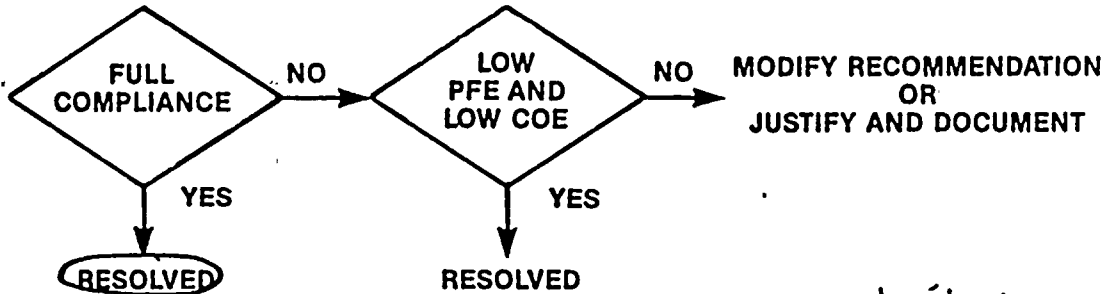 FULL
COMPLIANCE
NO
LOW
PFE AND
LOW COE
NO
MODIFY RECOMMENDATION
OR
JUSTIFY AND DOCUMENT
YES
YES
RESOLVED
RESOLVED